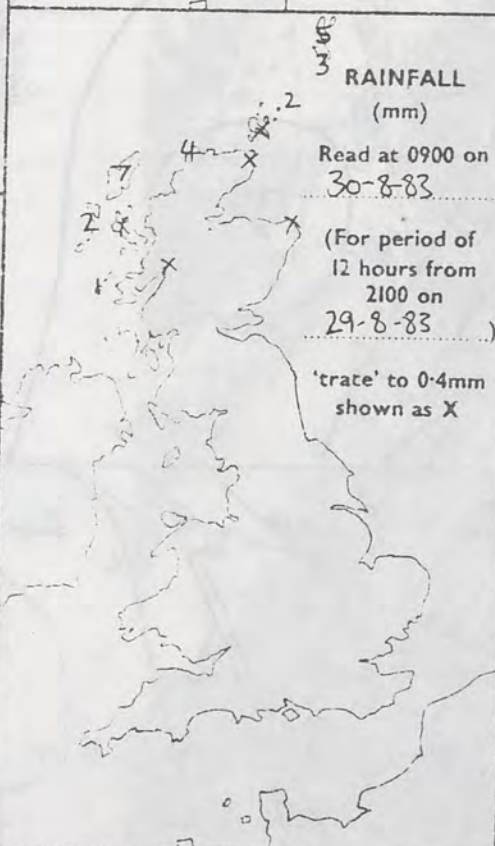 3
RAINFALL
(mm)
2
X
4
X
Read at 0900 on
30-8-83
7
2
X
(For period of
12 hours from
2100 on
29-8-83)
X
1
'trace' to 0·4mm
shown as X